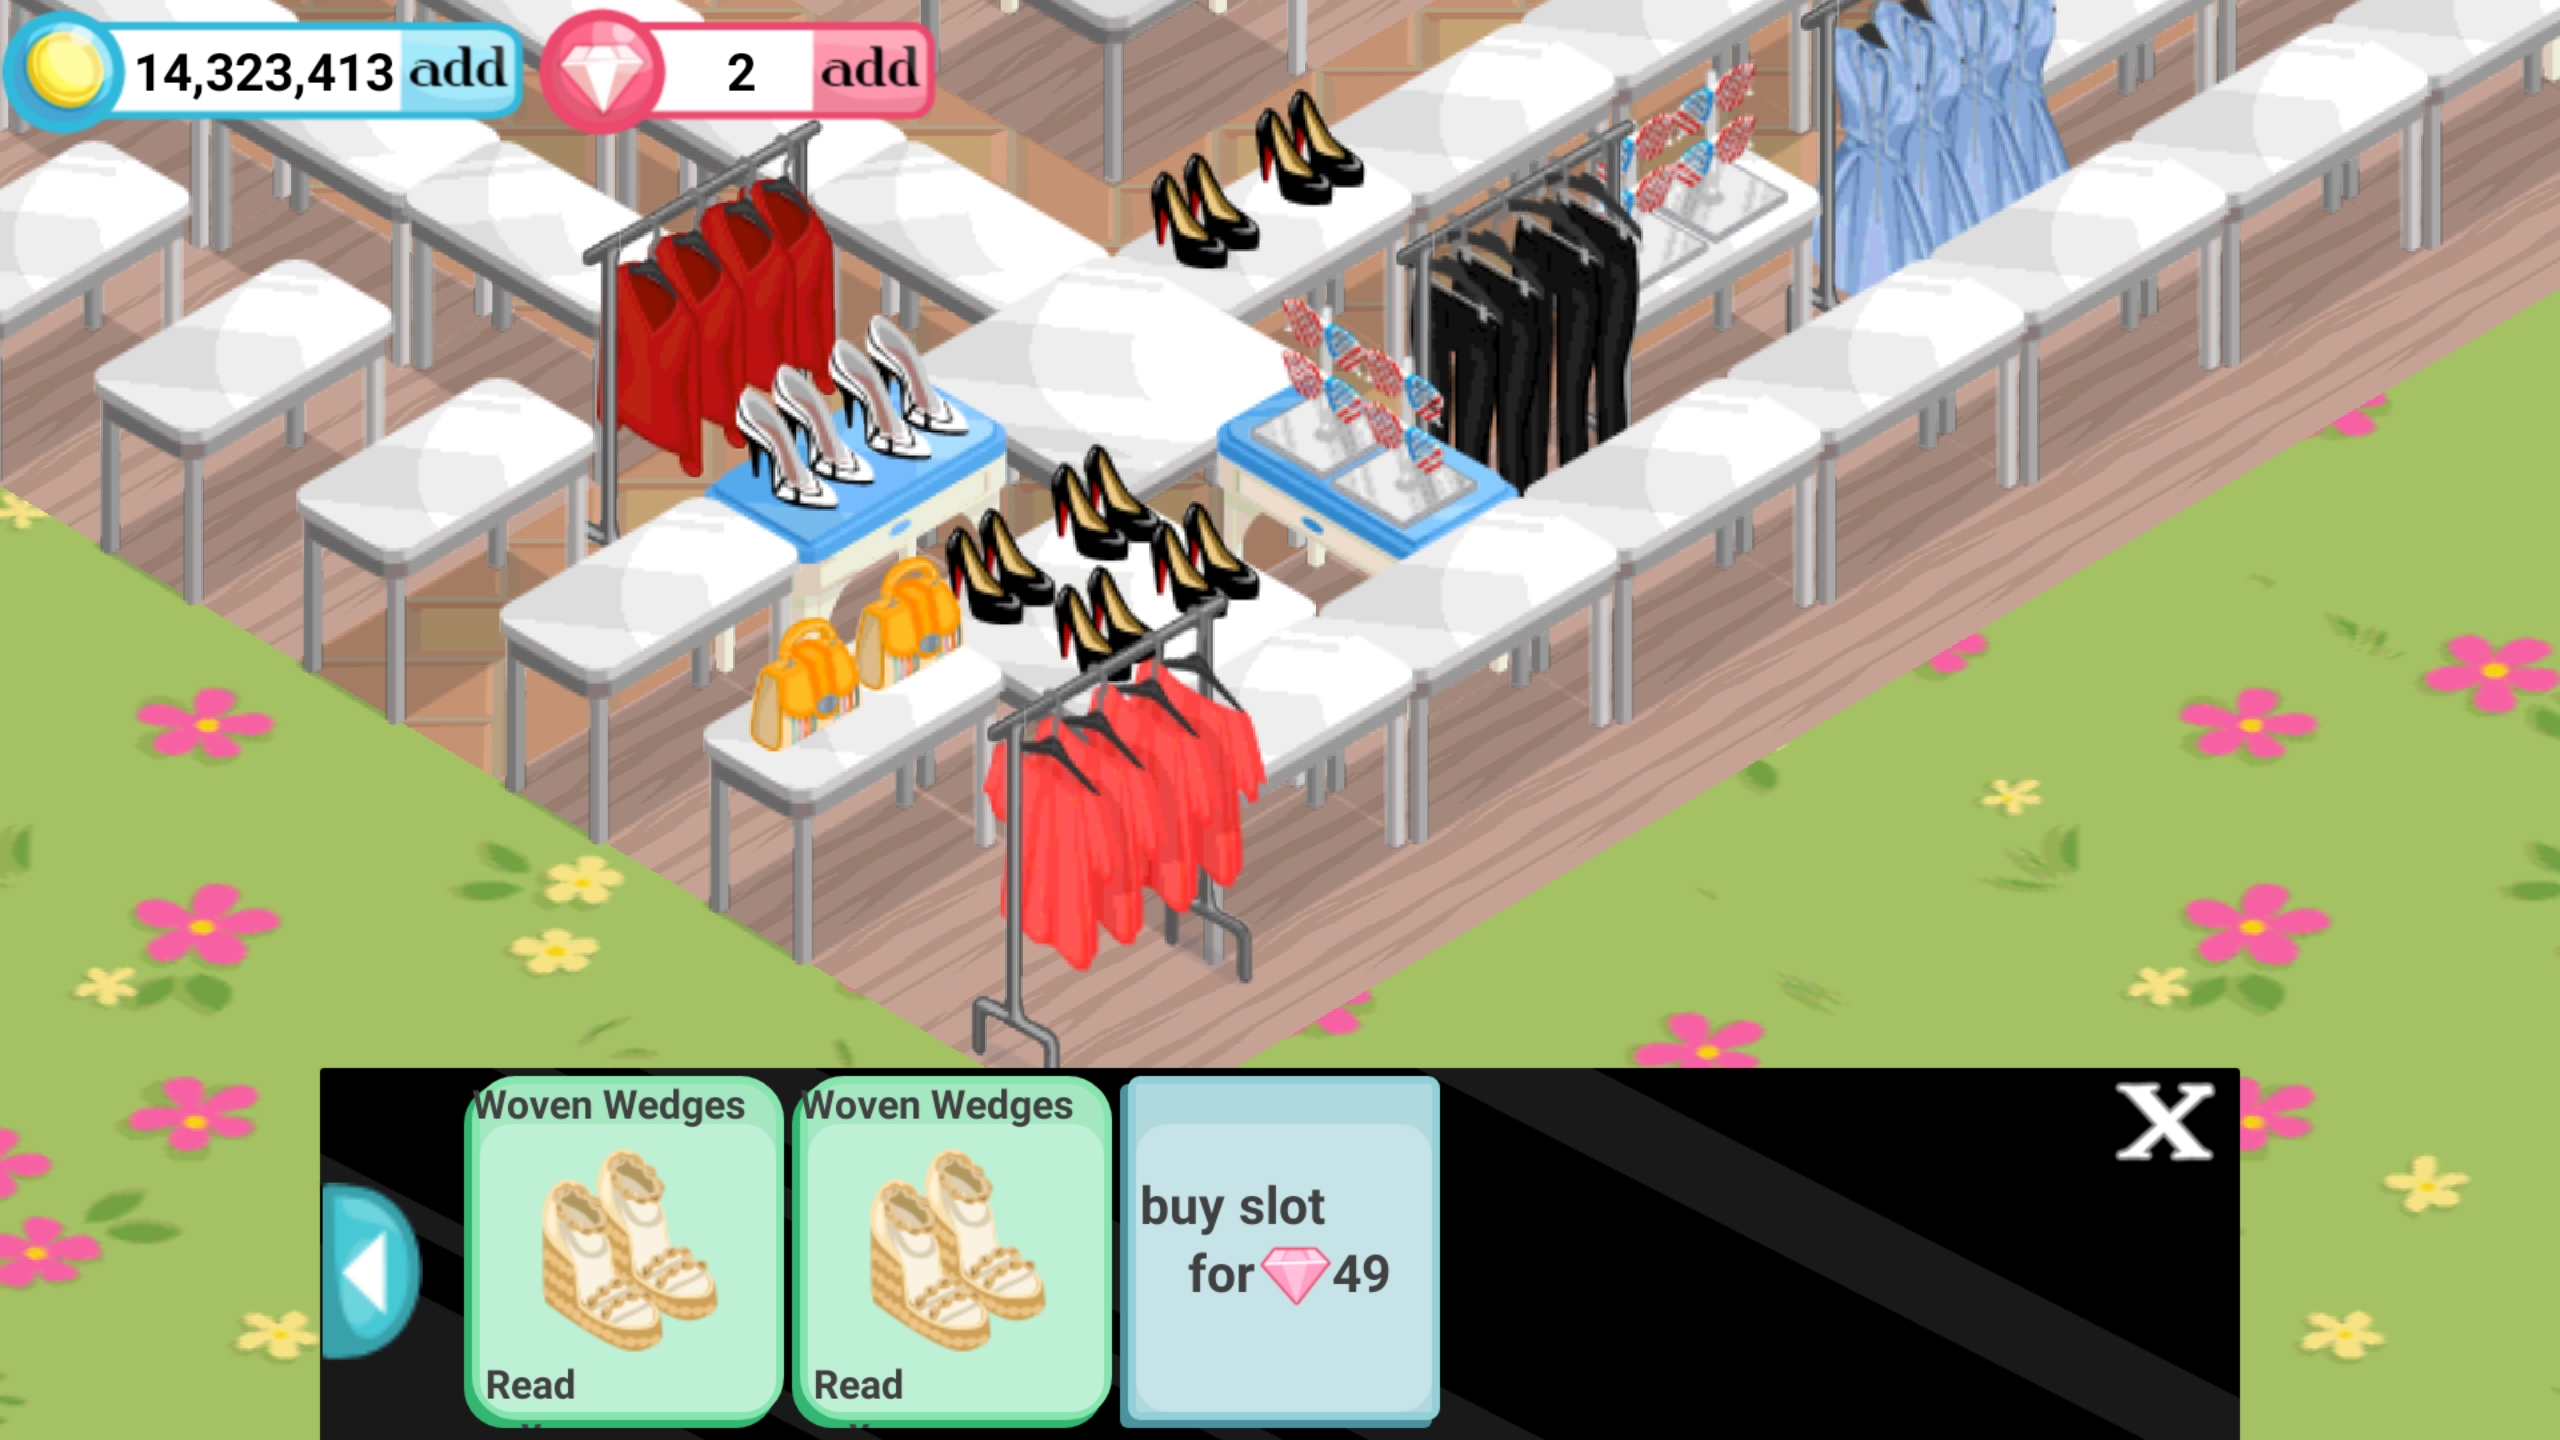 14,323,413 add 2 add
Woven Wedges Woven Wedges
buy slot
for 49
Read Read
y y
X